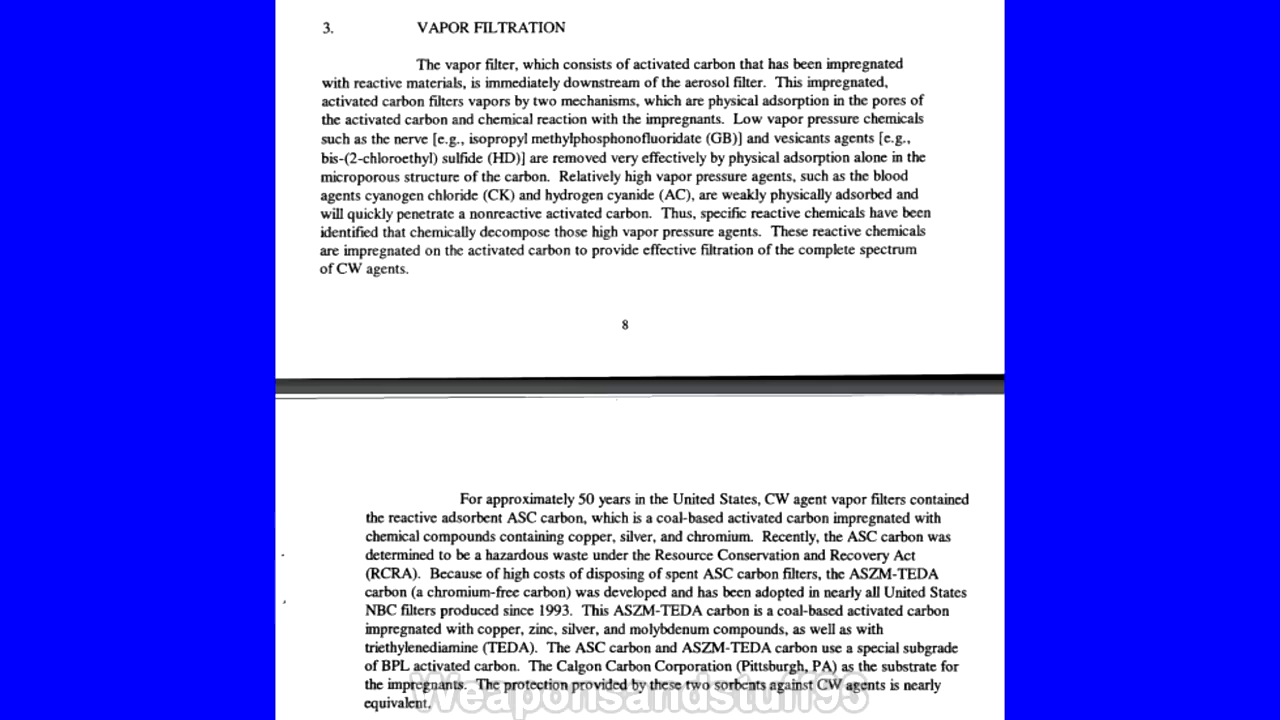 3. VAPOR FILTRATION
The vapor filter, which consists of activated carbon that has been impregnated
with reactive materials, is immediately downstream of the aerosol filter. This impregnated,
activated carbon filters vapors by two mechanisms, which are physical adsorption in the pores of
the activated carbon and chemical reaction with the impregnants. Low vapor pressure chemicals
such as the nerve [e.g., isopropyl methylphosphonofluoridate (GB)] and vesicants agents [e.g.,
bis-(2-chloroethyl) sulfide (HD)] are removed very effectively by physical adsorption alone in the
microporous structure of the carbon. Relatively high vapor pressure agents, such as the blood
agents cyanogen chloride (CK) and hydrogen cyanide (AC), are weakly physically adsorbed and
will quickly penetrate a nonreactive activated carbon. Thus, specific reactive chemicals have been
identified that chemically decompose those high vapor pressure agents. These reactive chemicals
are impregnated on the activated carbon to provide effective filtration of the complete spectrum
of CW agents.
8
For approximately 50 years in the United States, CW agent vapor filters contained
the reactive adsorbent ASC carbon, which is a coal-based activated carbon impregnated with
chemical compounds containing copper, silver, and chromium. Recently, the ASC carbon was
determined to be a hazardous waste under the Resource Conservation and Recovery Act
(RCRA). Because of high costs of disposing of spent ASC carbon filters, the ASZM-TEDA
carbon (a chromium-free carbon) was developed and has been adopted in nearly all United States
NBC filters produced since 1993. This ASZM-TEDA carbon is a coal-based activated carbon
impregnated with copper, zinc, silver, and molybdenum compounds, as well as with
triethylenediamine (TEDA). The ASC carbon and ASZM-TEDA carbon use a special subgrade
of BPL activated carbon. The Calgon Carbon Corporation (Pittsburgh, PA) as the substrate for
the impregnants. The protection provided by these two sorbents against CW agents is nearly
equivalent.
Weaponsandstuff93